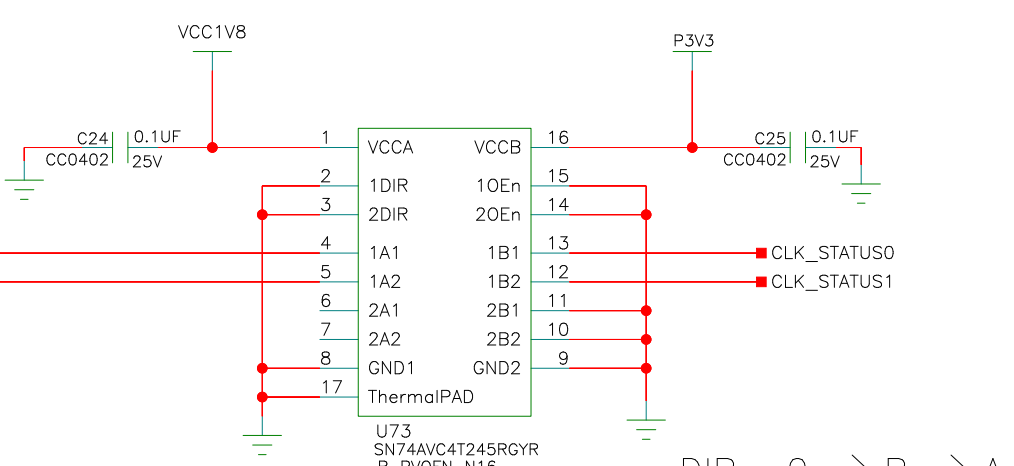 VCC1V8
P3V3
C24
0.1UF
CC0402
25V
C25
0.1UF
CC0402
25V
1
VCCA
VCCB
16
2
1DIR
1OEn
15
3
2DIR
2OEn
14
4
1A1
1B1
13
CLK_STATUS0
5
1A2
1B2
12
CLK_STATUS1
6
2A1
2B1
11
7
2A2
2B2
10
8
GND1
GND2
9
17
ThermalPAD
U73
SN74AVC4T245RGYR